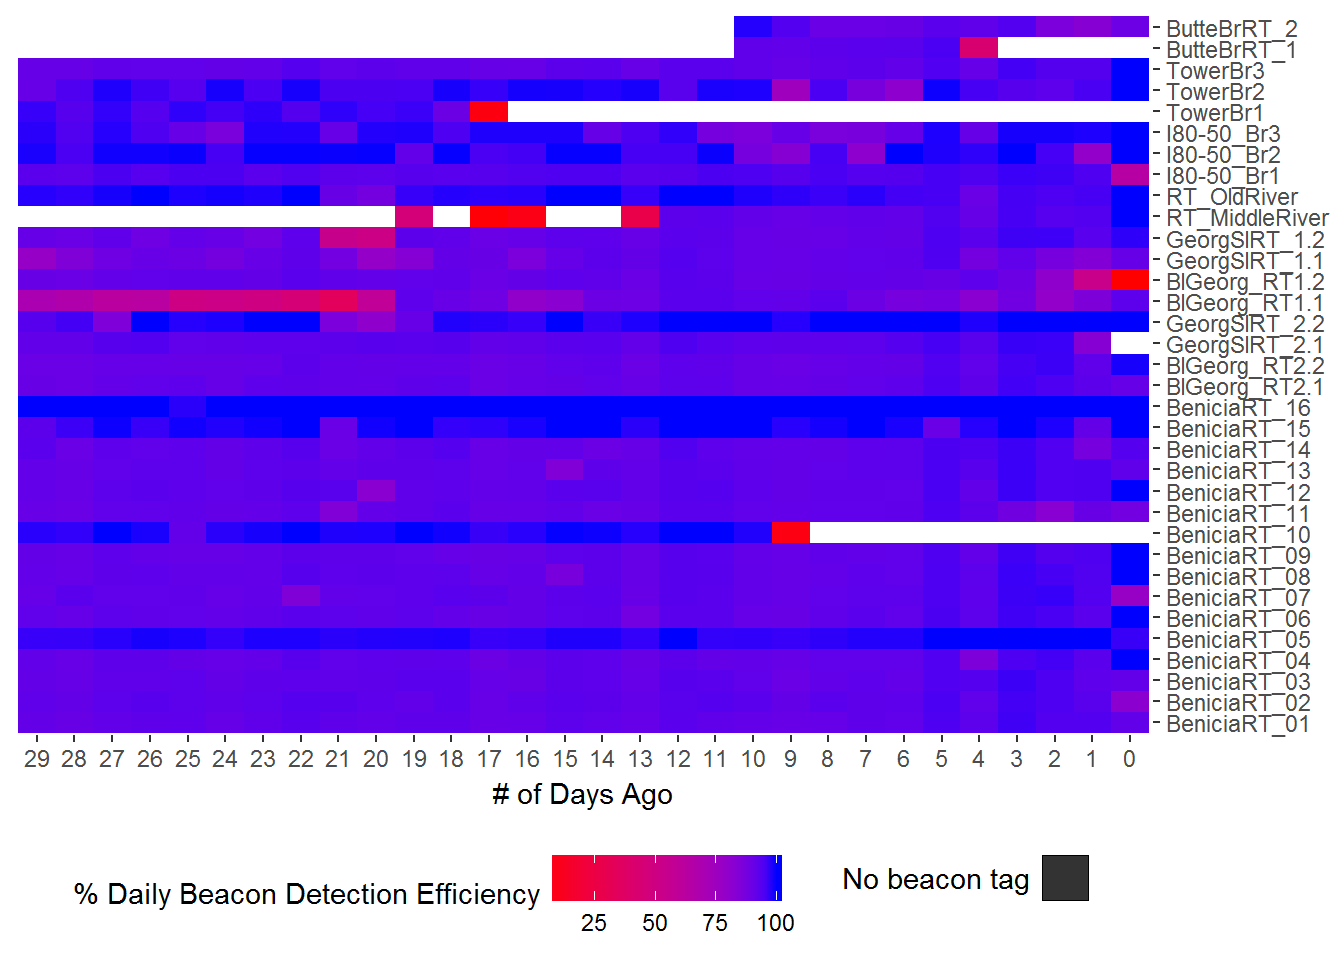 ButteBrRT_2
ButteBrRT_1
TowerBr3
TowerBr2
TowerBr1
I80-50_Br3
I80-50_Br2
I80-50_Br1
RT_OldRiver
RT_MiddleRiver
GeorgSlRT_1.2
GeorgSlRT_1.1
BlGeorg_RT1.2
BlGeorg_RT1.1
GeorgSlRT_2.2
GeorgSlRT_2.1
BlGeorg_RT2.2
BlGeorg_RT2.1
BeniciaRT_16
BeniciaRT_15
BeniciaRT_14
BeniciaRT_13
BeniciaRT_12
BeniciaRT_11
BeniciaRT_10
BeniciaRT_09
BeniciaRT_08
BeniciaRT_07
BeniciaRT_06
BeniciaRT_05
BeniciaRT_04
BeniciaRT_03
BeniciaRT_02
BeniciaRT_01
29 28 27 26 25 24 23 22 21 20 19 18 17 16 15 14 13 12 11 10 9 8 7 6 5 4 3 2 1 0
# of Days Ago
% Daily Beacon Detection Efficiency
25 50 75 100
No beacon tag